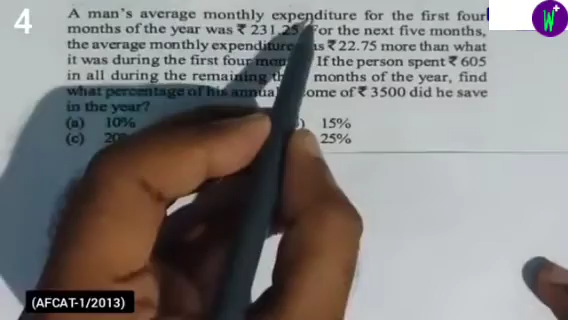 4
A man's average monthly expenditure for the first four
months of the year was ₹ 231.25. For the next five months,
the average monthly expenditure was ₹ 22.75 more than what
it was during the first four If the person spent ₹ 605
in all during the remaining months of the year, find
what percentage of his annual of ₹ 3500 did he save
in the year?
(a) 10% 15%
(c) 25%
(AFCAT-1/2013)
W+